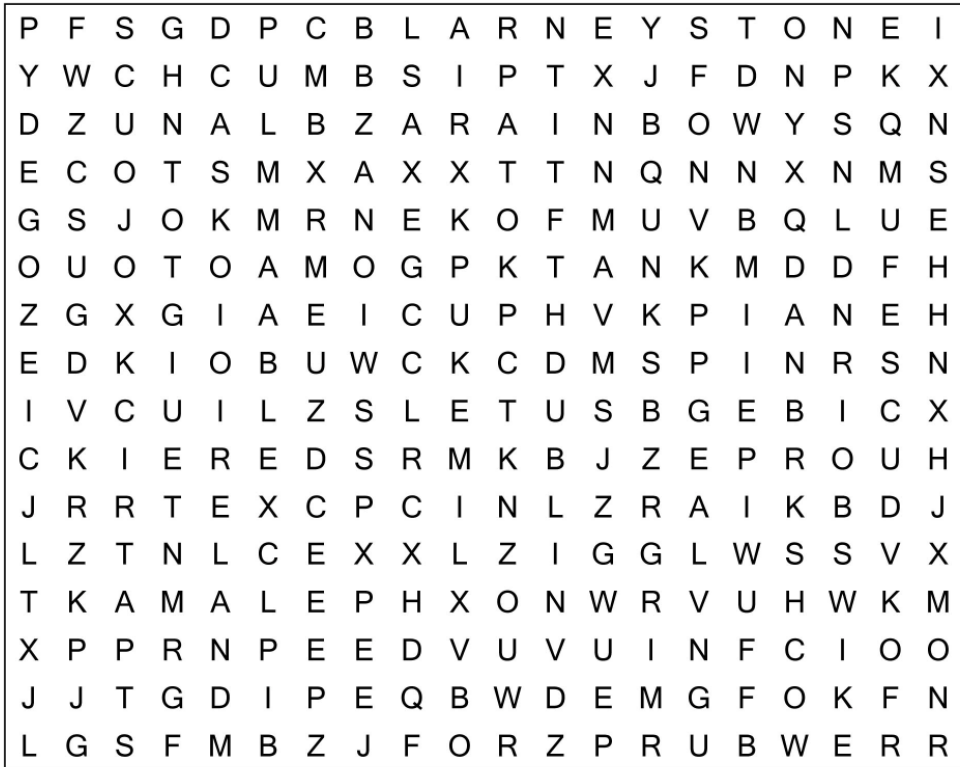 P F S G D P C B L A R N E Y S T O N E I
Y W C H C U M B S I P T X J F D N P K X
D Z U N A L B Z A R A I N B O W Y S Q N
E C O T S M X A X X T T N Q N N X N M S
G S J O K M R N E K O F M U V B Q L U E
O U O T O A M O G P K T A N K M D D F H
Z G X G I A E I C U P H V K P I A N E H
E D K I O B U W C K C D M S P I N R S N
I V C U I L Z S L E T U S B G E B I C X
C K I E R E D S R M K B J Z E P R O U H
J R R T E X C P C I N L Z R A I K B D J
L Z T N L C E X X L Z I G G L W S S V X
T K A M A L E P H X O N W R V U H W K M
X P P R N P E E D V U V U I N F C I O O
J J T G D I P E Q B W D E M G F O K F N
L G S F M B Z J F O R Z P R U B W E R R